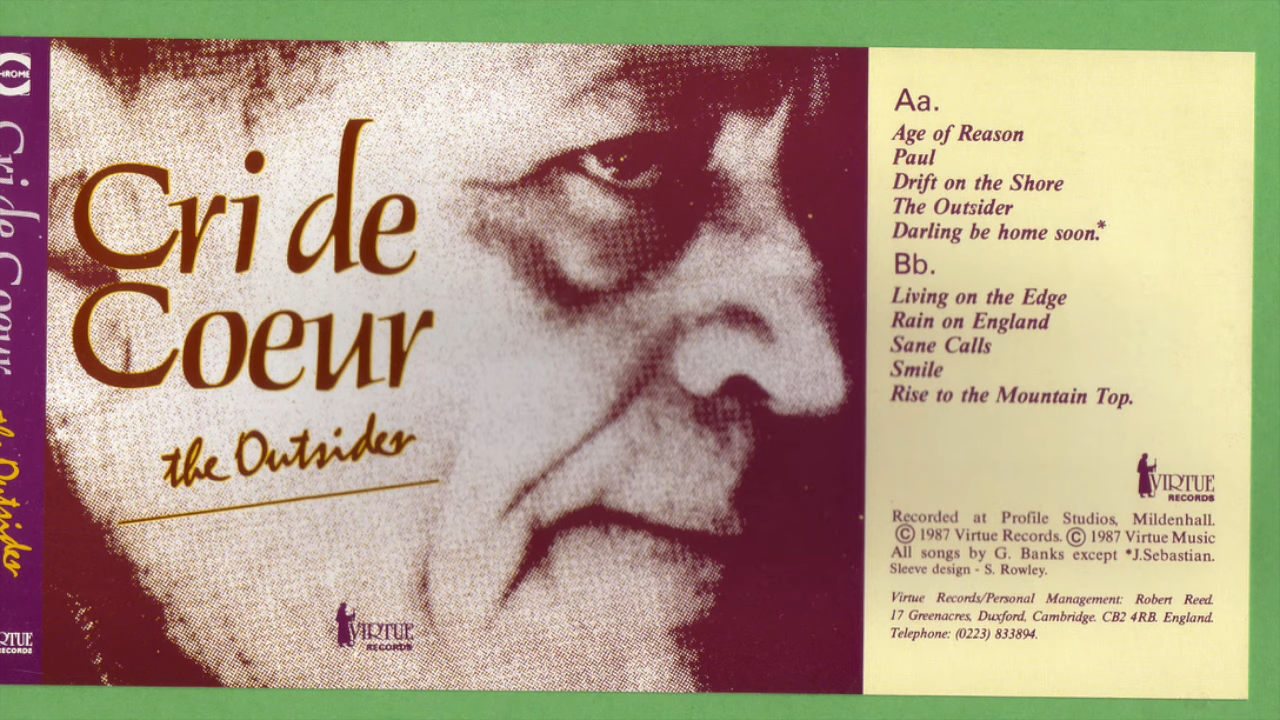 CHROME
Cri de Coeur
the Outsider
VIRTUE
RECORDS
Cri de
Coeur
the Outsider
VIRTUE
RECORDS
Aa.
Age of Reason
Paul
Drift on the Shore
The Outsider
Darling be home soon.*
Bb.
Living on the Edge
Rain on England
Sane Calls
Smile
Rise to the Mountain Top.
VIRTUE
RECORDS
Recorded at Profile Studios, Mildenhall.
© 1987 Virtue Records. © 1987 Virtue Music
All songs by G. Banks except *J.Sebastian.
Sleeve design - S. Rowley.
Virtue Records/Personal Management: Robert Reed.
17 Greenacres, Duxford, Cambridge. CB2 4RB. England.
Telephone: (0223) 833894.